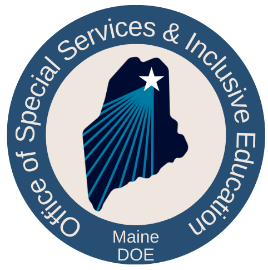 Office of Special Services & Inclusive Education
Maine
DOE